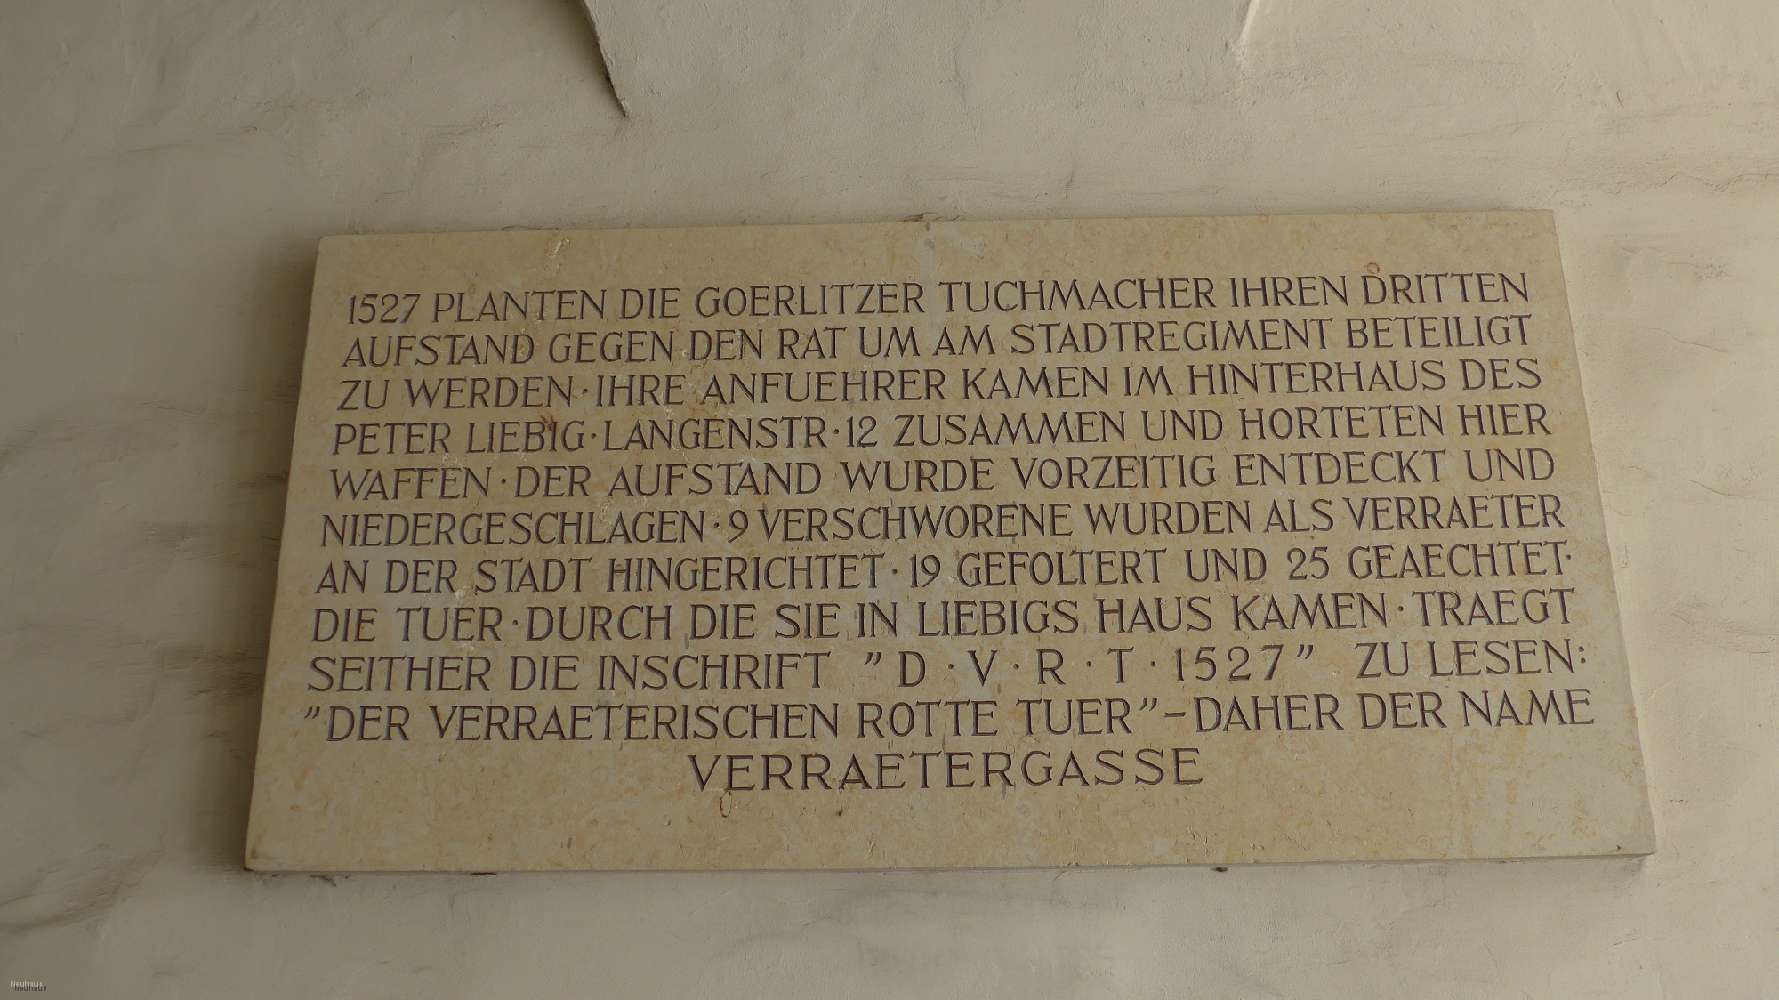 1527 PLANTEN DIE GOERLITZER TUCHMACHER IHREN DRITTEN
AUFSTAND GEGEN DEN RAT UM AM STADTREGIMENT BETEILIGT
ZU WERDEN · IHRE ANFUEHRER KAMEN IM HINTERHAUS DES
PETER LIEBIG · LANGENSTR · 12 ZUSAMMEN UND HORTETEN HIER
WAFFEN · DER AUFSTAND WURDE VORZEITIG ENTDECKT UND
NIEDERGESCHLAGEN · 9 VERSCHWORENE WURDEN ALS VERRAETER
AN DER STADT HINGERICHTET · 19 GEFOLTERT UND 25 GEAECHTET ·
DIE TUER · DURCH DIE SIE IN LIEBIGS HAUS KAMEN · TRAEGT
SEITHER DIE INSCHRIFT "D · V · R · T · 1527" ZU LESEN:
"DER VERRAETERISCHEN ROTTE TUER" – DAHER DER NAME
VERRAETERGASSE
Neuhaus